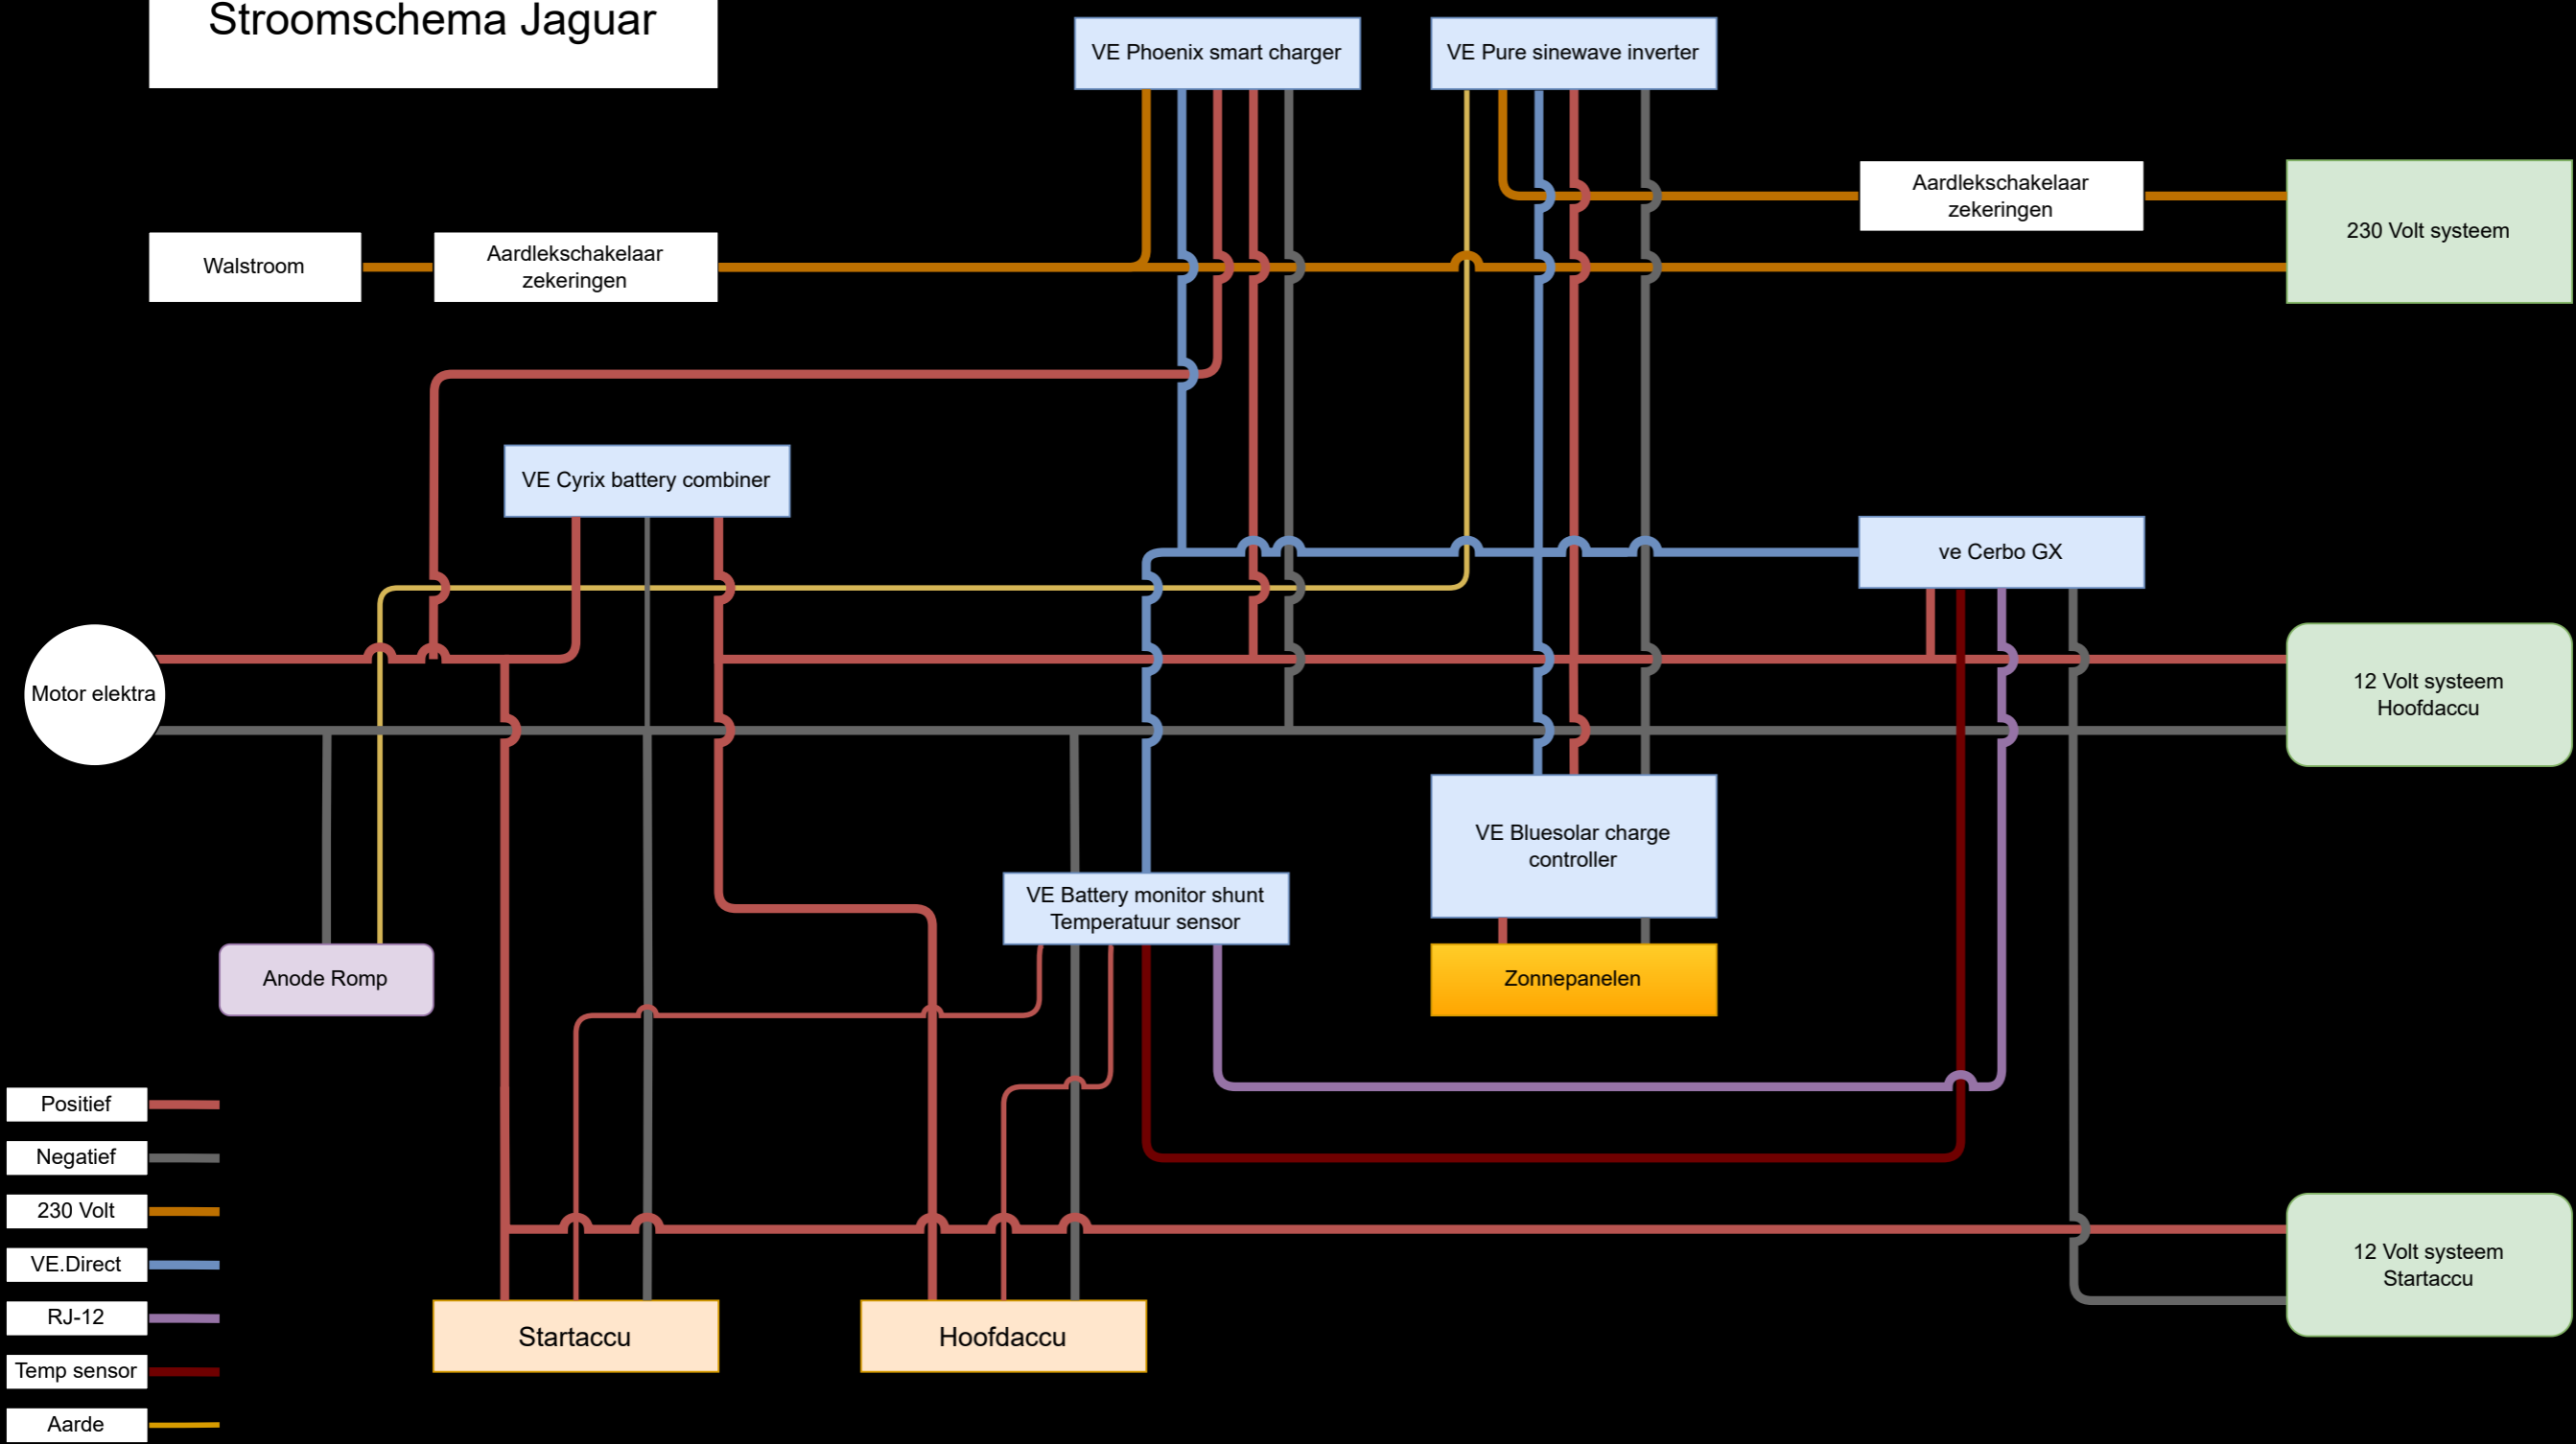 Stroomschema Jaguar
VE Phoenix smart charger
VE Pure sinewave inverter
Aardlekschakelaar
zekeringen
230 Volt systeem
Walstroom
Aardlekschakelaar
zekeringen
VE Cyrix battery combiner
ve Cerbo GX
Motor elektra
12 Volt systeem
Hoofdaccu
VE Bluesolar charge
controller
VE Battery monitor shunt
Temperatuur sensor
Anode Romp
Zonnepanelen
Positief
Negatief
230 Volt
VE.Direct
RJ-12
Temp sensor
Aarde
12 Volt systeem
Startaccu
Startaccu
Hoofdaccu